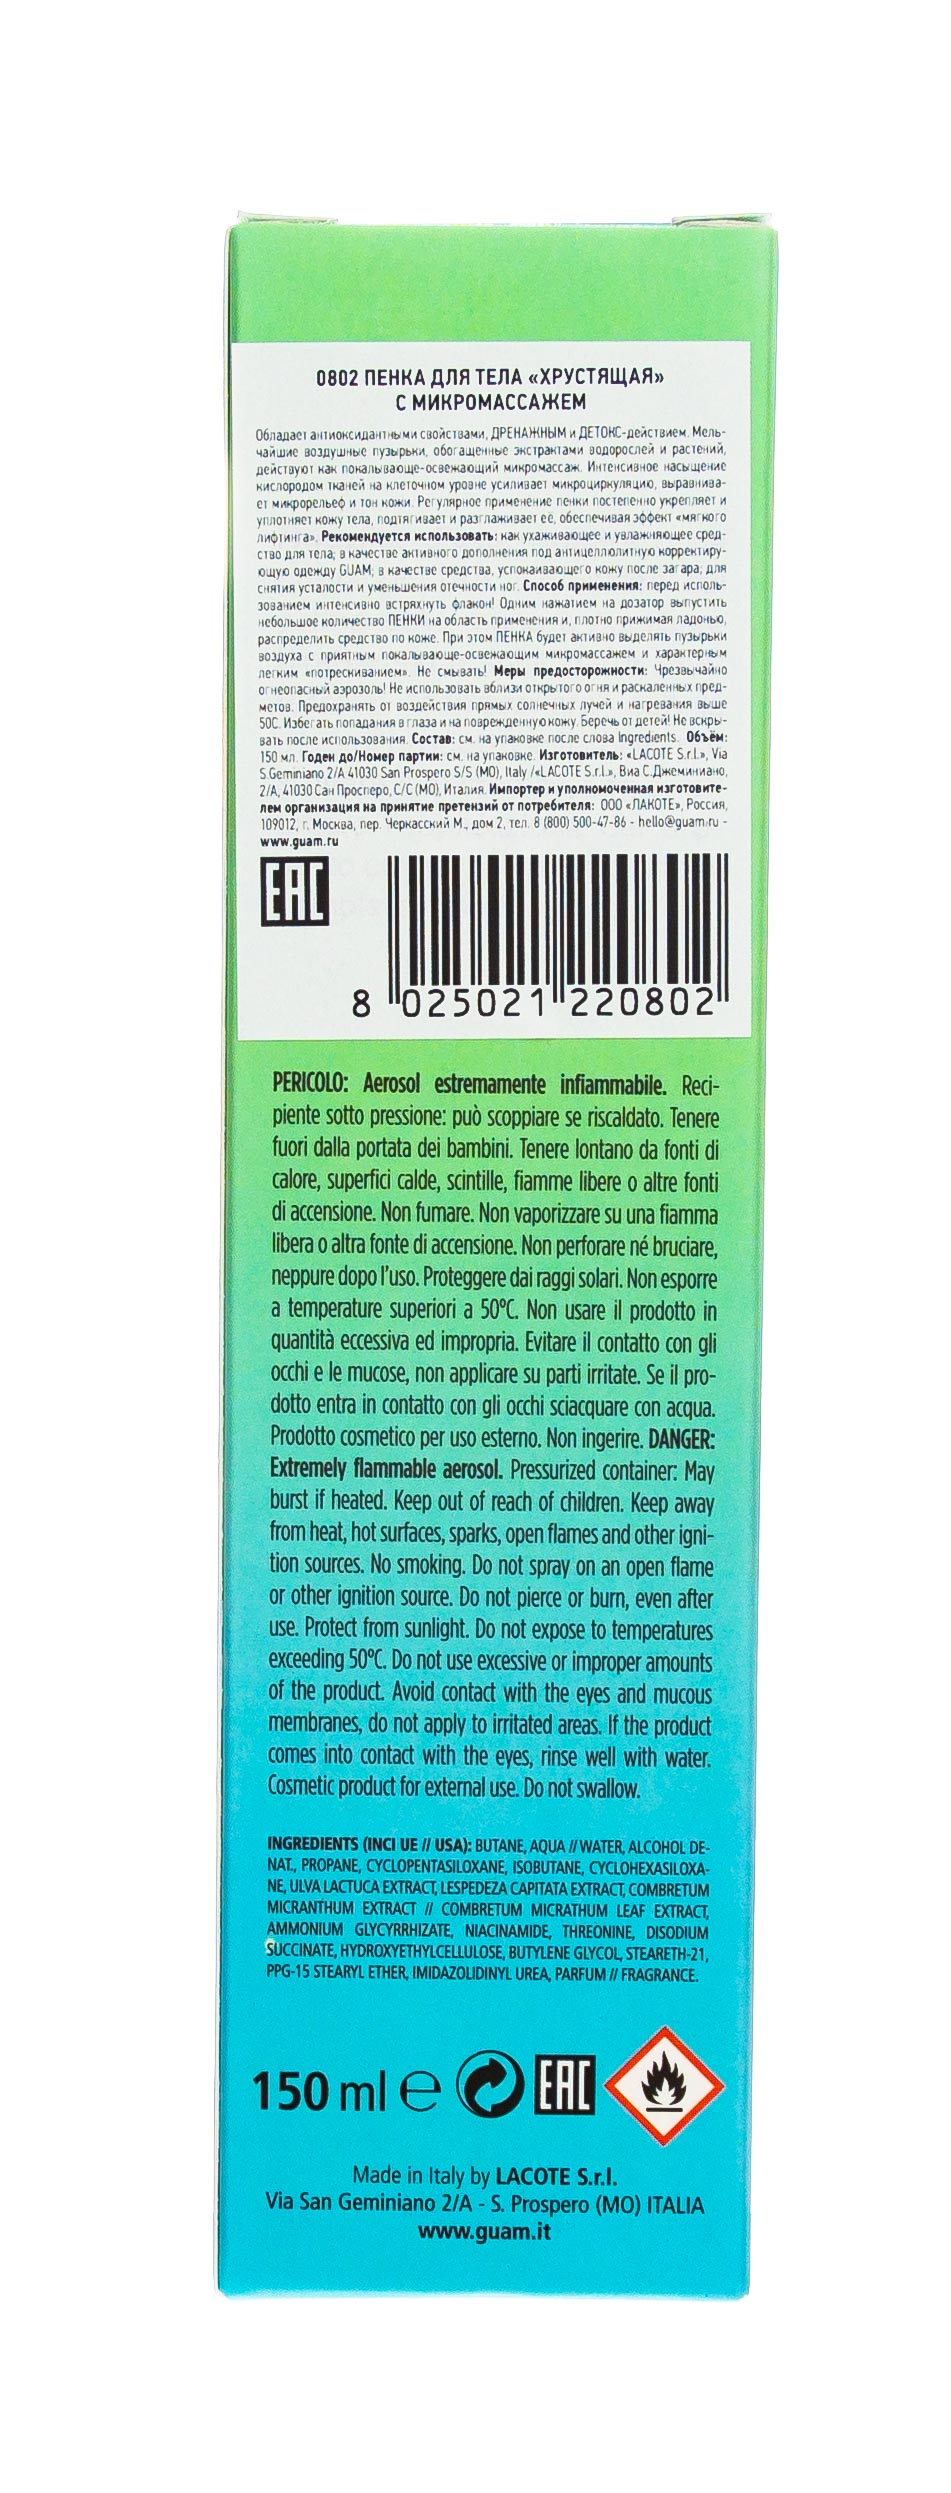 0802 ПЕНКА ДЛЯ ТЕЛА «ХРУСТЯЩАЯ»
С МИКРОМАССАЖЕМ
Обладает антиоксидантными свойствами, ДРЕНАЖНЫМ и ДЕТОКС-действием. Мель-
чайшие воздушные пузырьки, обогащенные экстрактами водорослей и растений,
действуют как покалывающе-освежающий микромассаж. Интенсивное насыщение
кислородом тканей на клеточном уровне усиливает микроциркуляцию, выравнива-
ет микрорельеф и тон кожи. Регулярное применение пенки постепенно укрепляет и
уплотняет кожу тела, подтягивает и разглаживает её, обеспечивая эффект «мягкого
лифтинга». Рекомендуется использовать: как ухаживающее и увлажняющее сред-
ство для тела; в качестве активного дополнения под антицеллюлитную корректиру-
ющую одежду GUAM; в качестве средства, успокаивающего кожу после загара; для
снятия усталости и уменьшения отечности ног. Способ применения: перед исполь-
зованием интенсивно встряхнуть флакон! Одним нажатием на дозатор выпустить
небольшое количество ПЕНКИ на область применения и, плотно прижимая ладонью,
распределить средство по коже. При этом ПЕНКА будет активно выделять пузырьки
воздуха с приятным покалывающе-освежающим микромассажем и характерным
легким «потрескиванием». Не смывать! Меры предосторожности: Чрезвычайно
огнеопасный аэрозоль! Не использовать вблизи открытого огня и раскаленных пред-
метов. Предохранять от воздействия прямых солнечных лучей и нагревания выше
50С. Избегать попадания в глаза и на поврежденную кожу. Беречь от детей! Не вскры-
вать после использования. Состав: см. на упаковке после слова Ingredients. Объём:
150 мл. Годен до/Номер партии: см. на упаковке. Изготовитель: «LACOTE S.r.l.», Via
S.Geminiano 2/A 41030 San Prospero S/S (MO), Italy /«LACOTE S.r.l.», Виа С.Джеминиано,
2/А, 41030 Сан Просперо, С/С (МО), Италия. Импортер и уполномоченная изготовите-
лем организация на принятие претензий от потребителя: ООО «ЛАКОТЕ», Россия,
109012, г. Москва, пер. Черкасский М., дом 2, тел. 8 (800) 500-47-86 - hello@guam.ru -
www.guam.ru
EAC
8 025021 220802
PERICOLO: Aerosol estremamente infiammabile. Reci-
piente sotto pressione: può scoppiare se riscaldato. Tenere
fuori dalla portata dei bambini. Tenere lontano da fonti di
calore, superfici calde, scintille, fiamme libere o altre fonti
di accensione. Non fumare. Non vaporizzare su una fiamma
libera o altra fonte di accensione. Non perforare né bruciare,
neppure dopo l'uso. Proteggere dai raggi solari. Non esporre
a temperature superiori a 50°C. Non usare il prodotto in
quantità eccessiva ed impropria. Evitare il contatto con gli
occhi e le mucose, non applicare su parti irritate. Se il pro-
dotto entra in contatto con gli occhi sciacquare con acqua.
Prodotto cosmetico per uso esterno. Non ingerire. DANGER:
Extremely flammable aerosol. Pressurized container: May
burst if heated. Keep out of reach of children. Keep away
from heat, hot surfaces, sparks, open flames and other igni-
tion sources. No smoking. Do not spray on an open flame
or other ignition source. Do not pierce or burn, even after
use. Protect from sunlight. Do not expose to temperatures
exceeding 50°C. Do not use excessive or improper amounts
of the product. Avoid contact with the eyes and mucous
membranes, do not apply to irritated areas. If the product
comes into contact with the eyes, rinse well with water.
Cosmetic product for external use. Do not swallow.
INGREDIENTS (INCI UE // USA): BUTANE, AQUA // WATER, ALCOHOL DE-
NAT., PROPANE, CYCLOPENTASILOXANE, ISOBUTANE, CYCLOHEXASILOXA-
NE, ULVA LACTUCA EXTRACT, LESPEDEZA CAPITATA EXTRACT, COMBRETUM
MICRANTHUM EXTRACT // COMBRETUM MICRATHUM LEAF EXTRACT,
AMMONIUM GLYCYRRHIZATE, NIACINAMIDE, THREONINE, DISODIUM
SUCCINATE, HYDROXYETHYLCELLULOSE, BUTYLENE GLYCOL, STEARETH-21,
PPG-15 STEARYL ETHER, IMIDAZOLIDINYL UREA, PARFUM // FRAGRANCE.
150 ml e EAC
Made in Italy by LACOTE S.r.l.
Via San Geminiano 2/A - S. Prospero (MO) ITALIA
www.guam.it